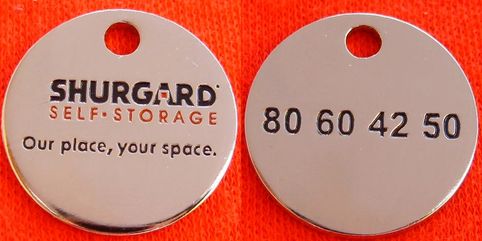 SHURGARD
SELF-STORAGE
Our place, your space.
80 60 42 50